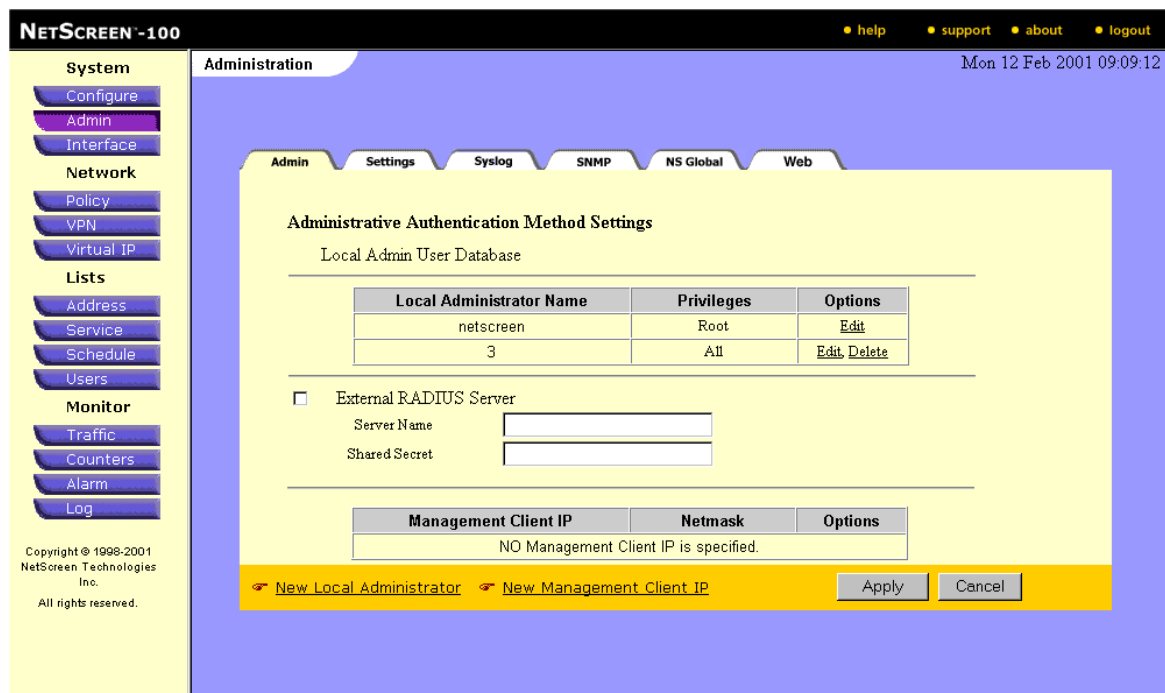 NETSCREEN™-100
help
support
about
logout
System
Configure
Admin
Interface
Network
Policy
VPN
Virtual IP
Lists
Address
Service
Schedule
Users
Monitor
Traffic
Counters
Alarm
Log
Copyright © 1998-2001
NetScreen Technologies
Inc.
All rights reserved.
Administration
Mon 12 Feb 2001 09:09:12
Admin
Settings
Syslog
SNMP
NS Global
Web
Administrative Authentication Method Settings
Local Admin User Database
Local Administrator Name Privileges Options
netscreen Root Edit
3 All Edit, Delete
External RADIUS Server
Server Name
Shared Secret
Management Client IP Netmask Options
NO Management Client IP is specified.
New Local Administrator New Management Client IP Apply Cancel